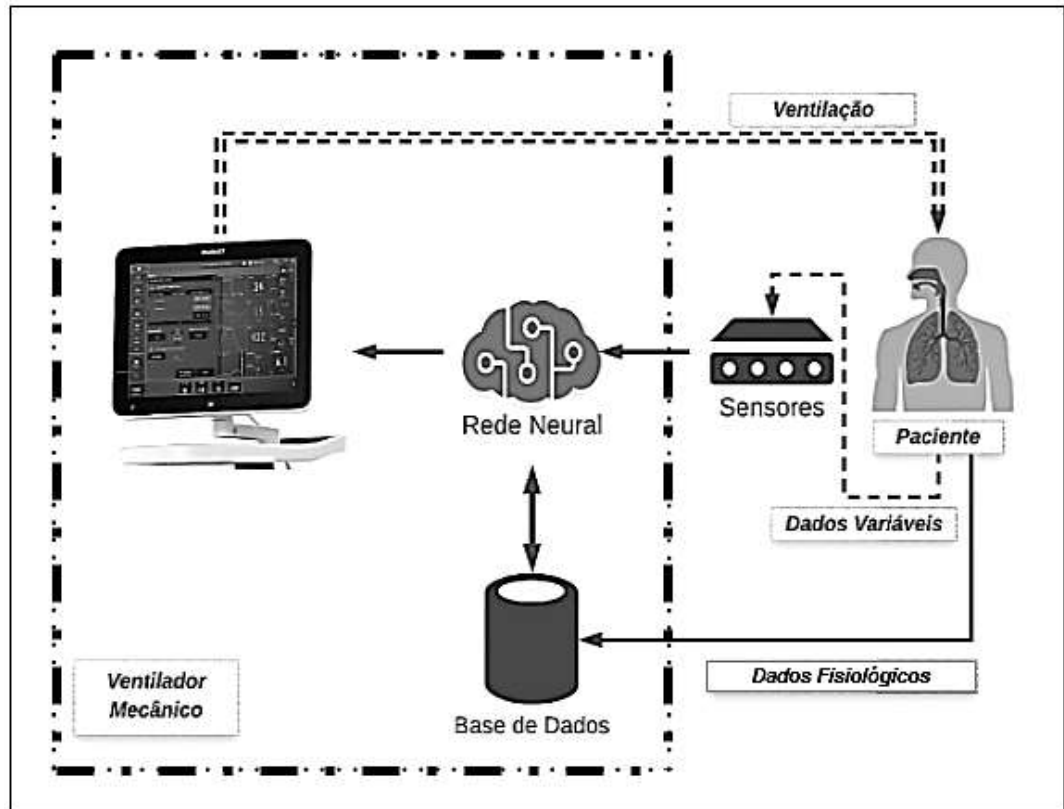 Ventilação
Rede Neural
Sensores
Paciente
Dados Variáveis
Dados Fisiológicos
Base de Dados
Ventilador
Mecânico